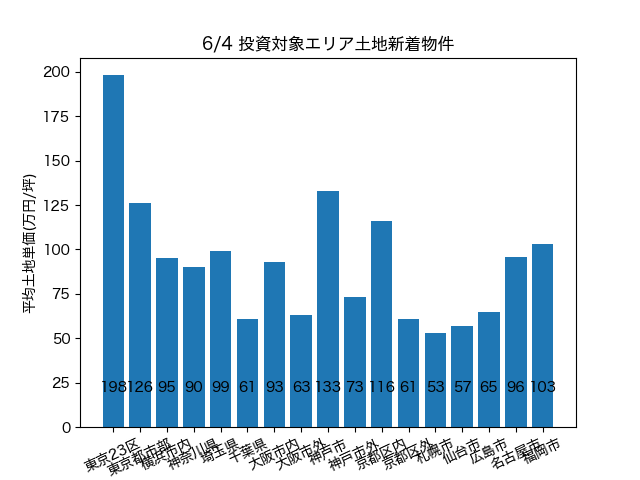 6/4 投資対象エリア土地新着物件
平均土地単価(万円/坪)
200
175
150
125
100
75
50
25
0
198 126 95 90 99 61 93 63 133 73 116 61 53 57 65 96 103
東京23区
東京都市部
横浜市内
神奈川県
埼玉県
千葉県
大阪市内
大阪市外
神戸市
神戸市外
京都区内
京都区外
札幌市
仙台市
広島市
名古屋市
福岡市